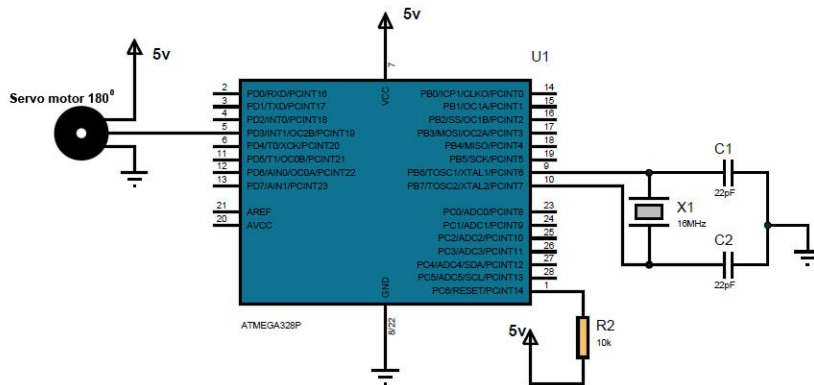 5v
5v
U1
Servo motor 180⁰
7
VCC
2 PD0/RXD/PCINT16
3 PD1/TXD/PCINT17
4 PD2/INT0/PCINT18
5 PD3/INT1/OC2B/PCINT19
6 PD4/T0/XCK/PCINT20
11 PD5/T1/OC0B/PCINT21
12 PD6/AIN0/OC0A/PCINT22
13 PD7/AIN1/PCINT23
21 AREF
20 AVCC
PB0/ICP1/CLKO/PCINT0 14
PB1/OC1A/PCINT1 15
PB2/SS/OC1B/PCINT2 16
PB3/MOSI/OC2A/PCINT3 17
PB4/MISO/PCINT4 18
PB5/SCK/PCINT5 19
PB6/TOSC1/XTAL1/PCINT6 9
PB7/TOSC2/XTAL2/PCINT7 10
PC0/ADC0/PCINT8 23
PC1/ADC1/PCINT9 24
PC2/ADC2/PCINT10 25
PC3/ADC3/PCINT11 26
PC4/ADC4/SDA/PCINT12 27
PC5/ADC5/SCL/PCINT13 28
PC6/RESET/PCINT14 1
GND
8/22
ATMEGA328P
C1
22pF
X1
16MHz
C2
22pF
5v
R2
10k